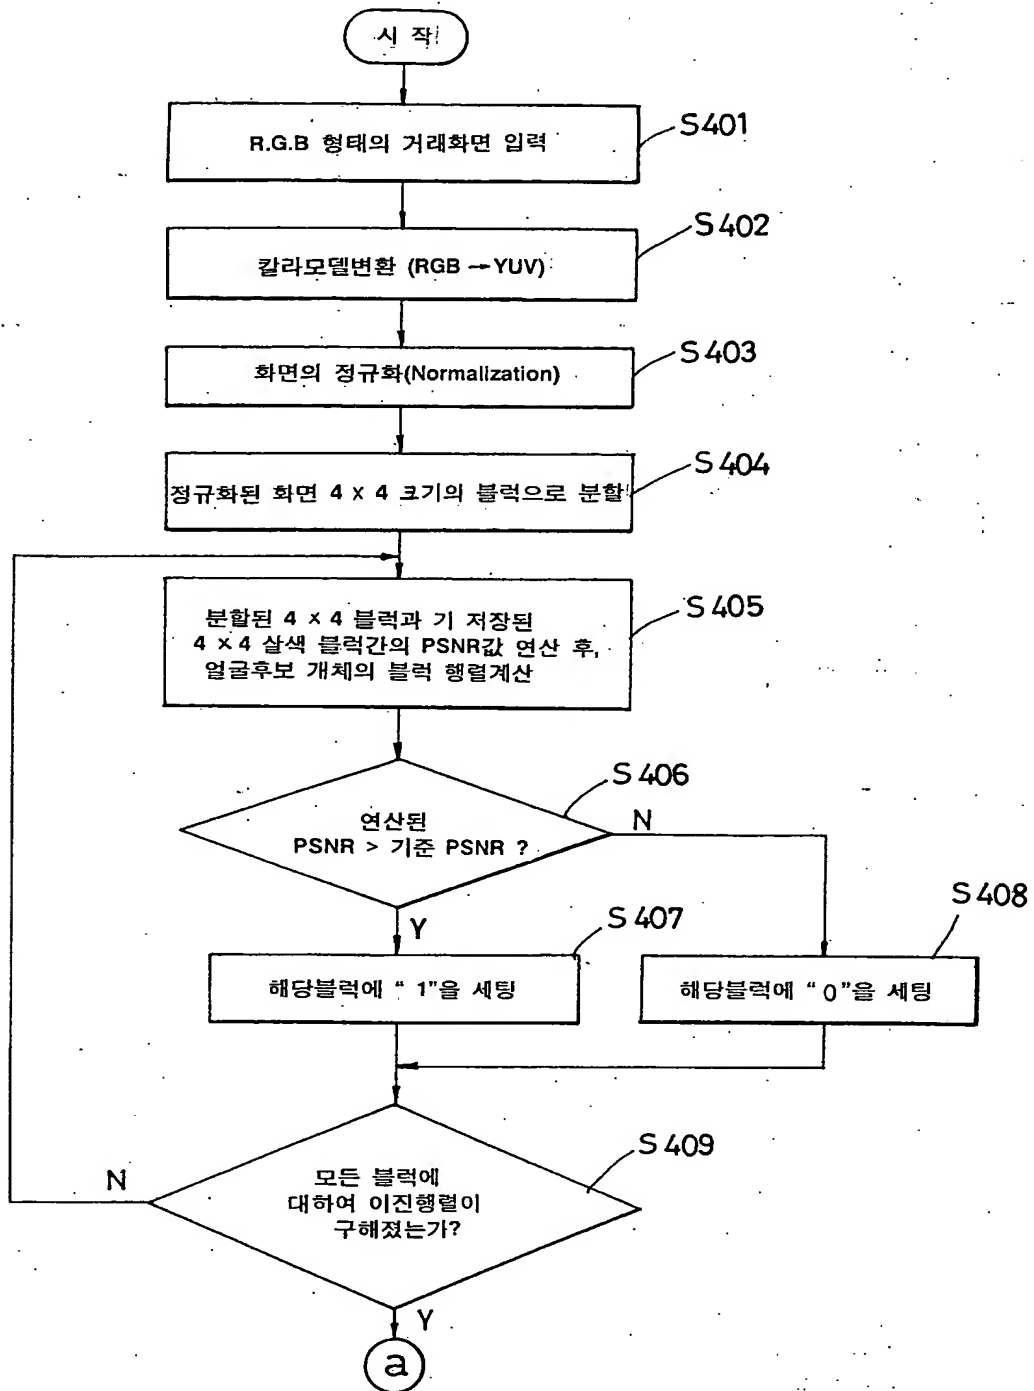 시 작
R.G.B 형태의 거래화면 입력
S401
칼라모델변환 (RGB → YUV)
S402
화면의 정규화(Normalization)
S403
정규화된 화면 4 × 4 크기의 블럭으로 분할
S404
분할된 4 × 4 블럭과 기 저장된
4 × 4 살색 블럭간의 PSNR값 연산 후,
얼굴후보 개체의 블럭 행렬계산
S405
연산된
PSNR > 기준 PSNR ?
S406
N
Y
해당블럭에 “ 1”을 세팅
S407
해당블럭에 “ 0”을 세팅
S408
모든 블럭에
대하여 이진행렬이
구해졌는가?
S409
N
Y
a